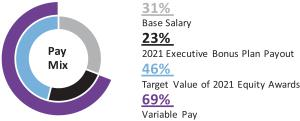 Pay
Mix
31%
Base Salary
23%
2021 Executive Bonus Plan Payout
46%
Target Value of 2021 Equity Awards
69%
Variable Pay